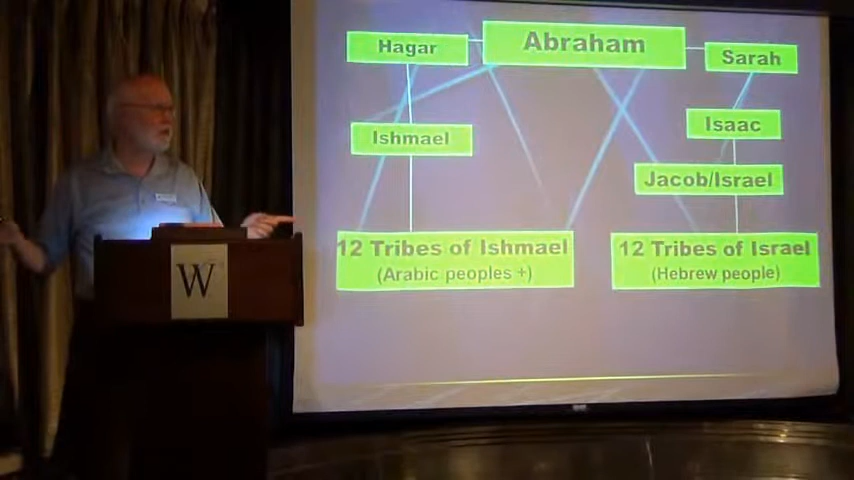 Hagar
Abraham
Sarah
Ishmael
Isaac
Jacob/Israel
12 Tribes of Ishmael
(Arabic peoples +)
12 Tribes of Israel
(Hebrew people)
W